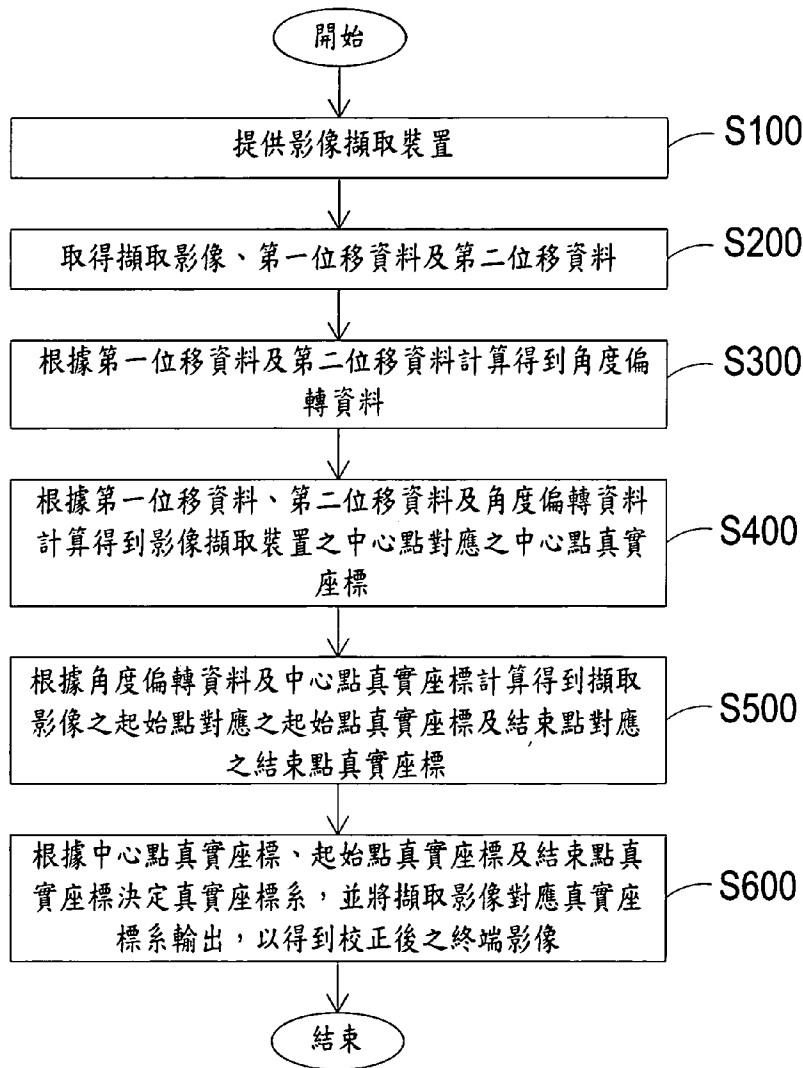 開始
提供影像擷取裝置
S100
取得擷取影像、第一位移資料及第二位移資料
S200
根據第一位移資料及第二位移資料計算得到角度偏
轉資料
S300
根據第一位移資料、第二位移資料及角度偏轉資料
計算得到影像擷取裝置之中心點對應之中心點真實
座標
S400
根據角度偏轉資料及中心點真實座標計算得到擷取
影像之起始點對應之起始點真實座標及結束點對應
之結束點真實座標
S500
根據中心點真實座標、起始點真實座標及結束點真
實座標決定真實座標系，並將擷取影像對應真實座
標系輸出，以得到校正後之終端影像
S600
結束